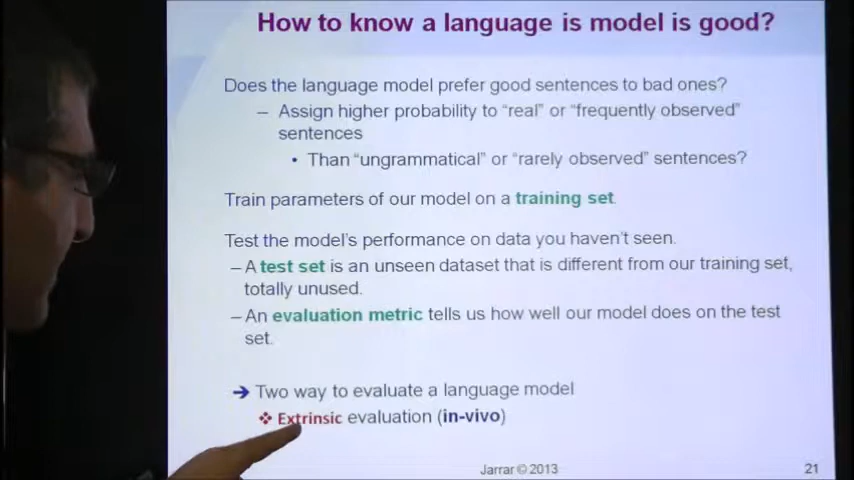 How to know a language is model is good?
Does the language model prefer good sentences to bad ones?
– Assign higher probability to “real” or “frequently observed”
sentences
• Than “ungrammatical” or “rarely observed” sentences?
Train parameters of our model on a training set.
Test the model’s performance on data you haven’t seen.
– A test set is an unseen dataset that is different from our training set,
totally unused.
– An evaluation metric tells us how well our model does on the test
set.
➔ Two way to evaluate a language model
❖ Extrinsic evaluation (in-vivo)
Jarrar © 2013
21